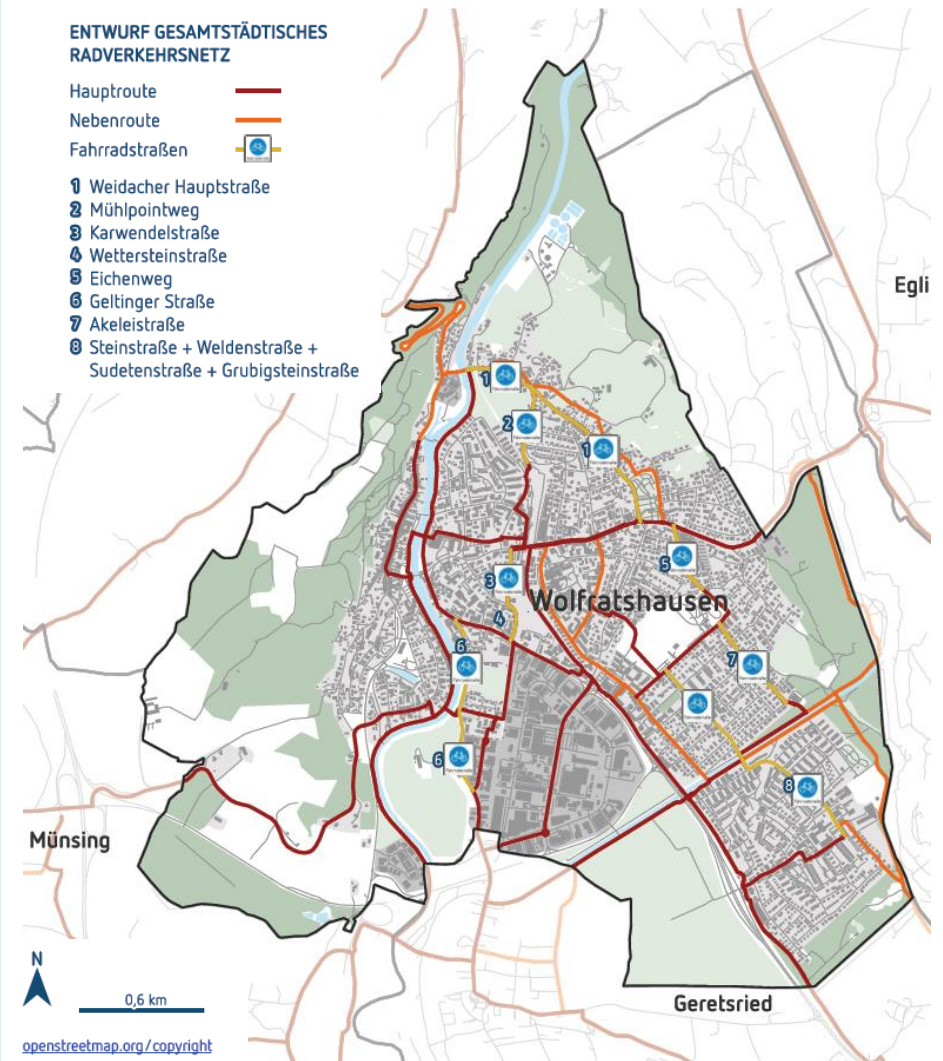 ENTWURF GESAMTSTÄDTISCHES
RADVERKEHRSNETZ
Hauptroute
Nebenroute
Fahrradstraßen
1 Weidacher Hauptstraße
2 Mühlpointweg
3 Karwendelstraße
4 Wettersteinstraße
5 Eichenweg
6 Geltinger Straße
7 Akeleistraße
8 Steinstraße + Weldenstraße +
Sudetenstraße + Grubigsteinstraße
Egli
1
2
1
5
3
Wolfratshausen
4
6
7
6
8
Münsing
N
0,6 km
Geretsried
openstreetmap.org/copyright